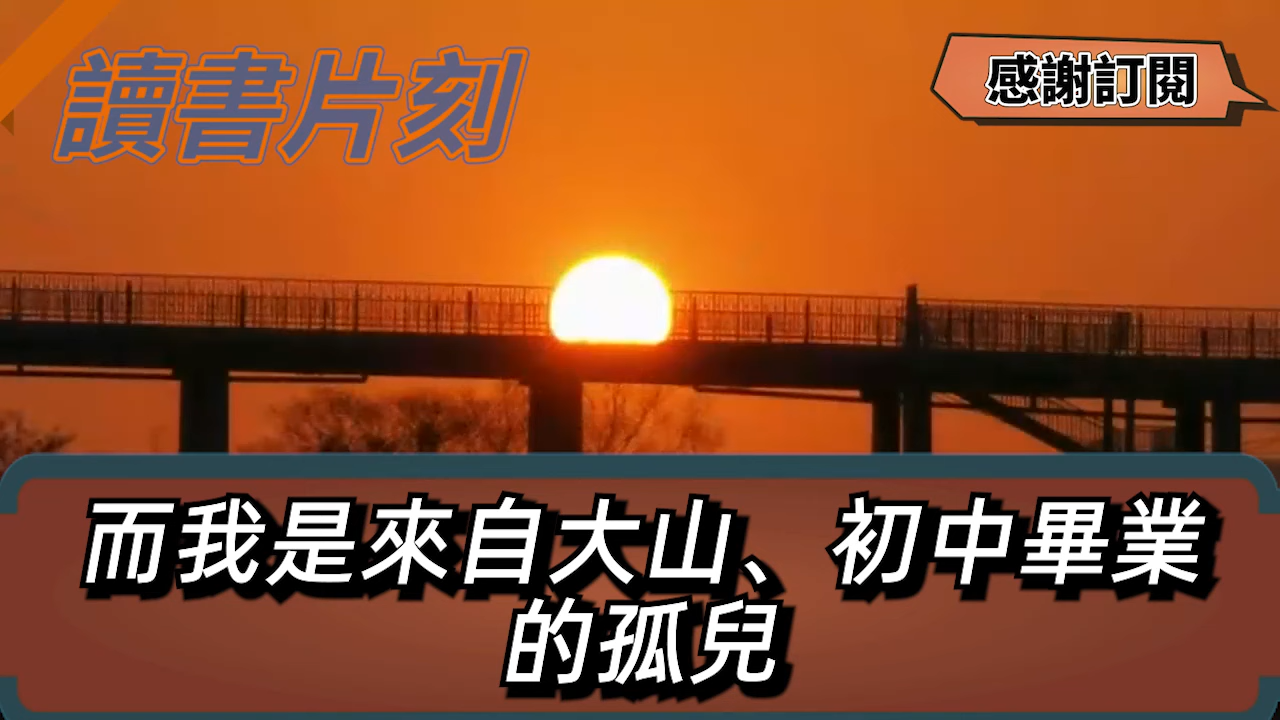 讀書片刻
感謝訂閱
而我是來自大山、初中畢業
的孤兒